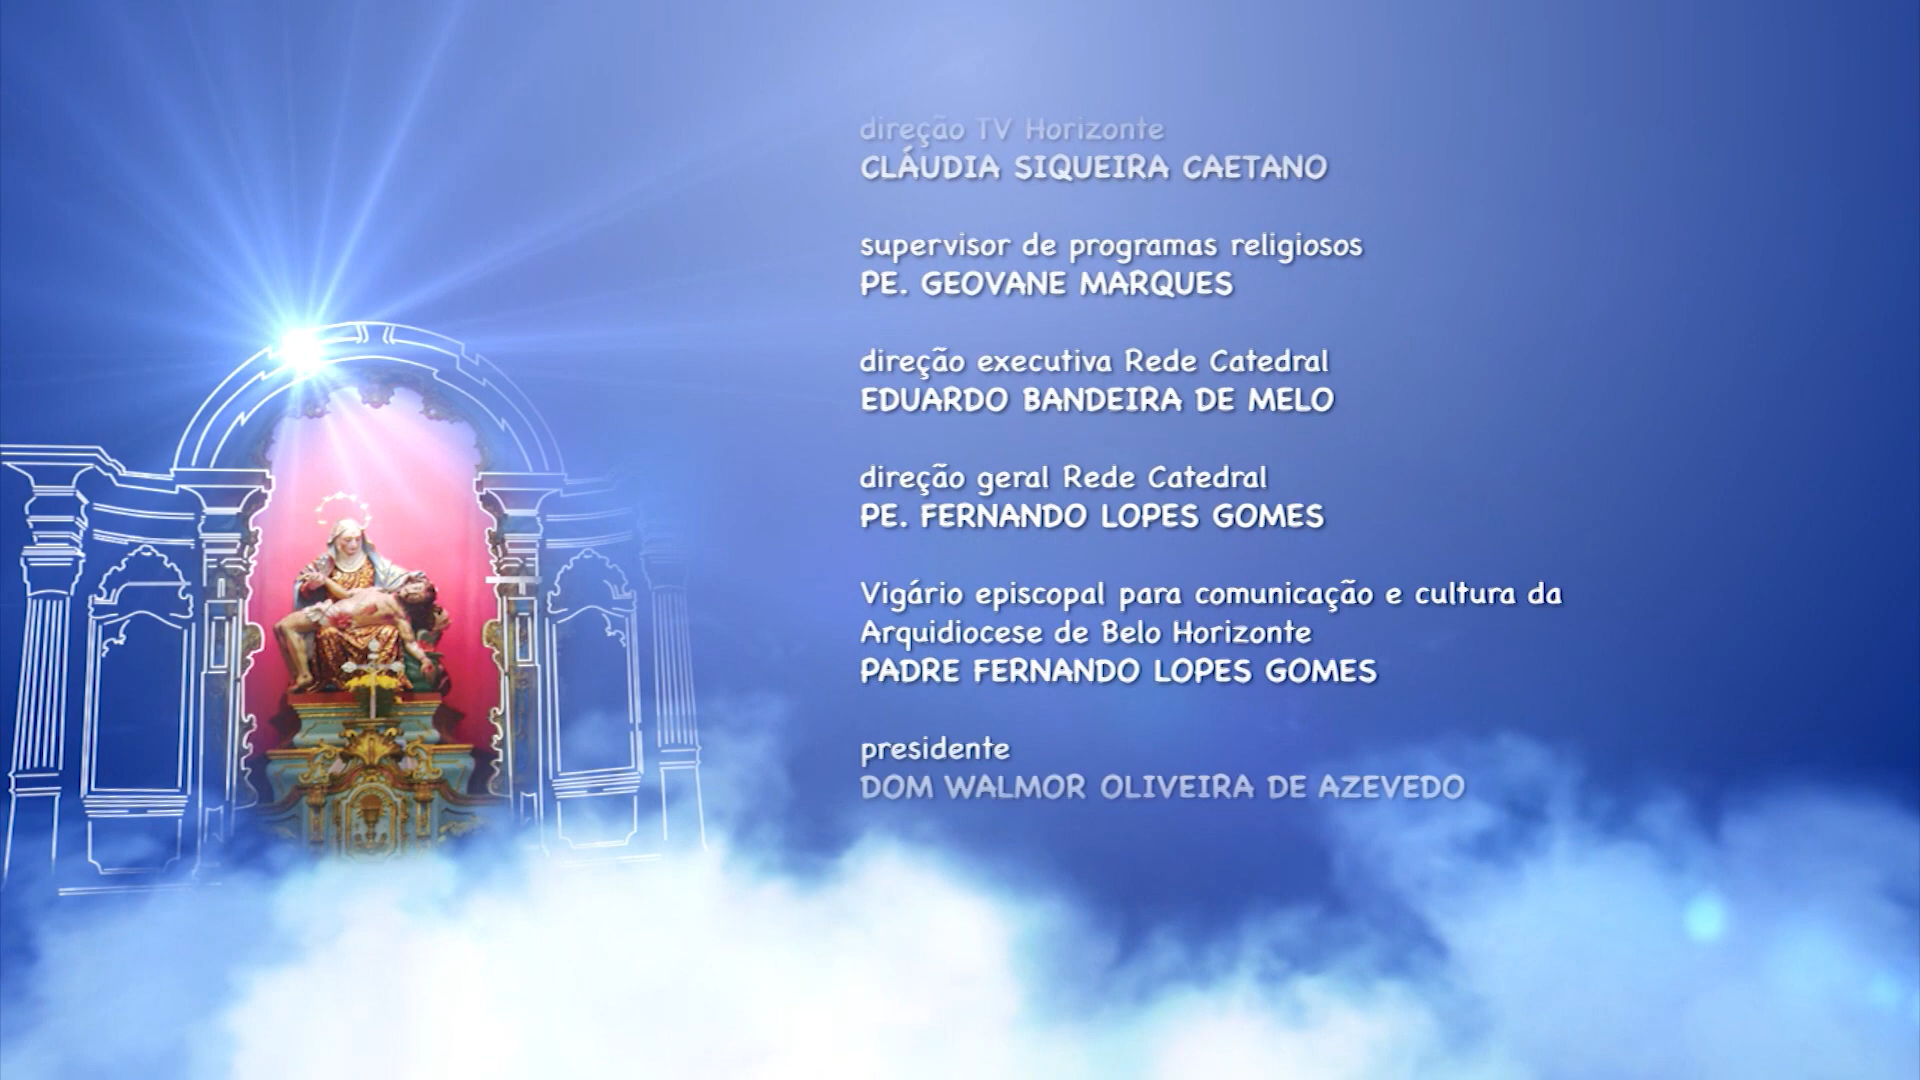 direção TV Horizonte
CLÁUDIA SIQUEIRA CAETANO
supervisor de programas religiosos
PE. GEOVANE MARQUES
direção executiva Rede Catedral
EDUARDO BANDEIRA DE MELO
direção geral Rede Catedral
PE. FERNANDO LOPES GOMES
Vigário episcopal para comunicação e cultura da
Arquidiocese de Belo Horizonte
PADRE FERNANDO LOPES GOMES
presidente
DOM WALMOR OLIVEIRA DE AZEVEDO